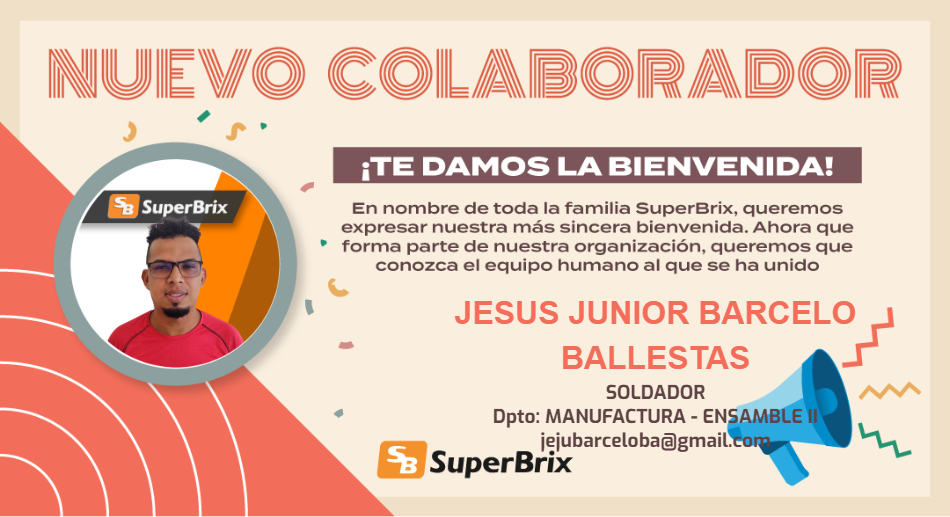 NUEVO COLABORADOR
¡TE DAMOS LA BIENVENIDA!
SB SuperBrix
En nombre de toda la familia SuperBrix, queremos
expresar nuestra más sincera bienvenida. Ahora que
forma parte de nuestra organización, queremos que
conozca el equipo humano al que se ha unido
JESUS JUNIOR BARCELO
BALLESTAS
SOLDADOR
Dpto: MANUFACTURA - ENSAMBLE II
jejubarceloba@gmail.com
SB SuperBrix